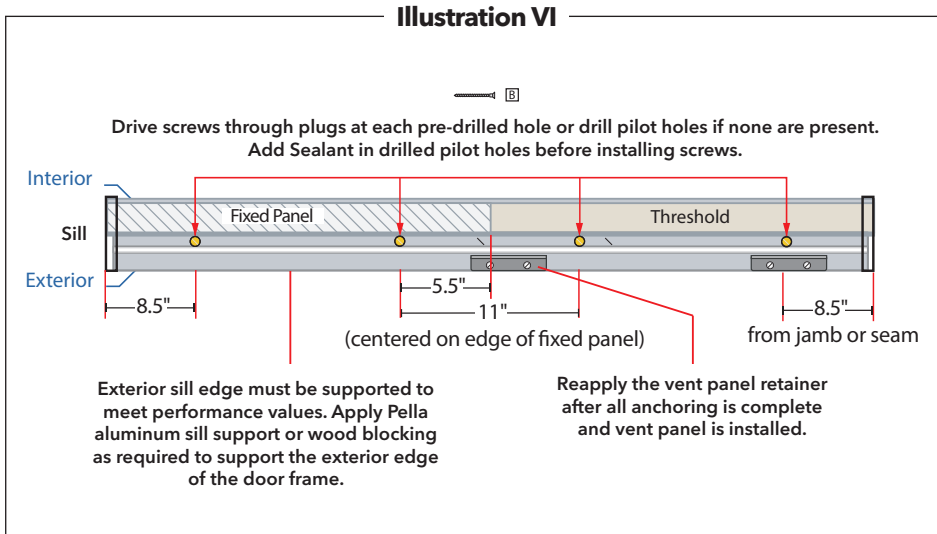 Illustration VI
B
Drive screws through plugs at each pre-drilled hole or drill pilot holes if none are present.
Add Sealant in drilled pilot holes before installing screws.
Interior
Fixed Panel
Threshold
Sill
Exterior
8.5"
5.5"
11"
8.5"
(centered on edge of fixed panel)
from jamb or seam
Exterior sill edge must be supported to
meet performance values. Apply Pella
aluminum sill support or wood blocking
as required to support the exterior edge
of the door frame.
Reapply the vent panel retainer
after all anchoring is complete
and vent panel is installed.